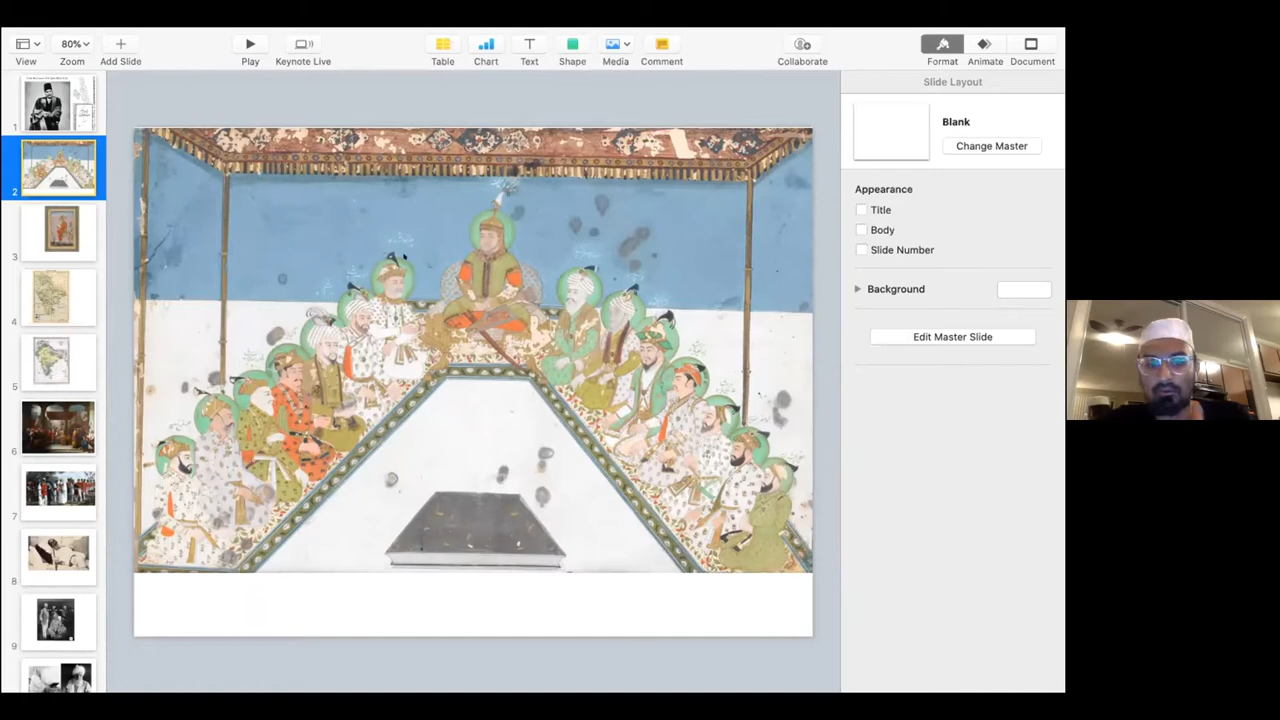 View
80%
Zoom
Add Slide
Play
Keynote Live
Table
Chart
Text
Shape
Media
Comment
Collaborate
Format
Animate
Document
Slide Layout
Blank
Change Master
Appearance
Title
Body
Slide Number
Background
Edit Master Slide
1
2
3
4
5
6
7
8
9